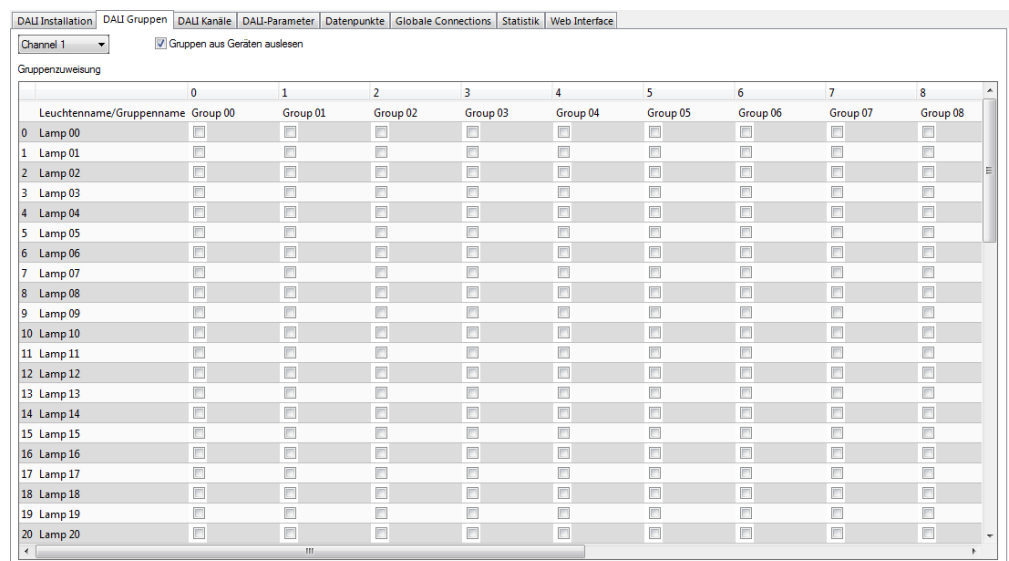 DALI Installation DALI Gruppen DALI Kanäle DALI-Parameter Datenpunkte Globale Connections Statistik Web Interface
Channel 1 Gruppen aus Geräten auslesen
Gruppenzuweisung
0 1 2 3 4 5 6 7 8
Leuchtenname/Gruppenname Group 00 Group 01 Group 02 Group 03 Group 04 Group 05 Group 06 Group 07 Group 08
0 Lamp 00
1 Lamp 01
2 Lamp 02
3 Lamp 03
4 Lamp 04
5 Lamp 05
6 Lamp 06
7 Lamp 07
8 Lamp 08
9 Lamp 09
10 Lamp 10
11 Lamp 11
12 Lamp 12
13 Lamp 13
14 Lamp 14
15 Lamp 15
16 Lamp 16
17 Lamp 17
18 Lamp 18
19 Lamp 19
20 Lamp 20